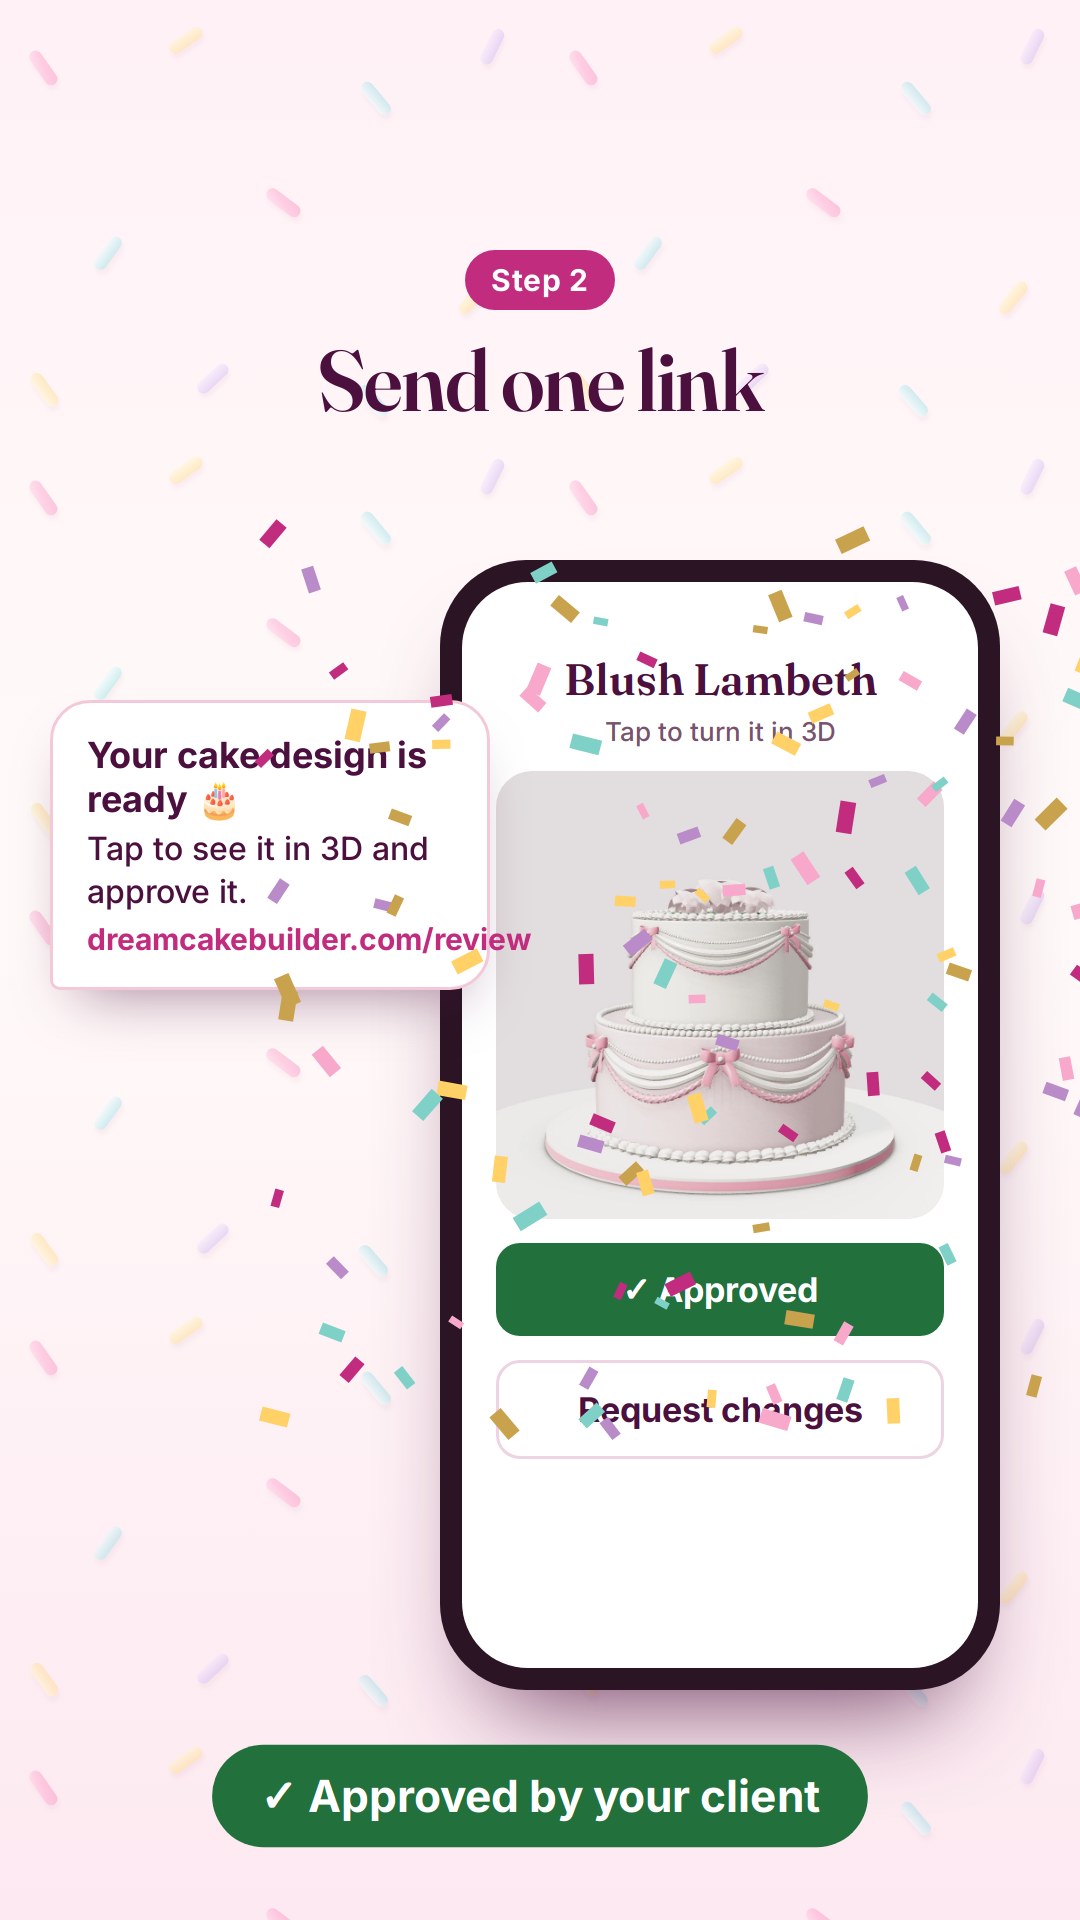 Step 2
Send one link
Your cake design is
ready 🎂
Tap to see it in 3D and
approve it.
dreamcakebuilder.com/review
Blush Lambeth
Tap to turn it in 3D
✓ Approved
Request changes
✓ Approved by your client